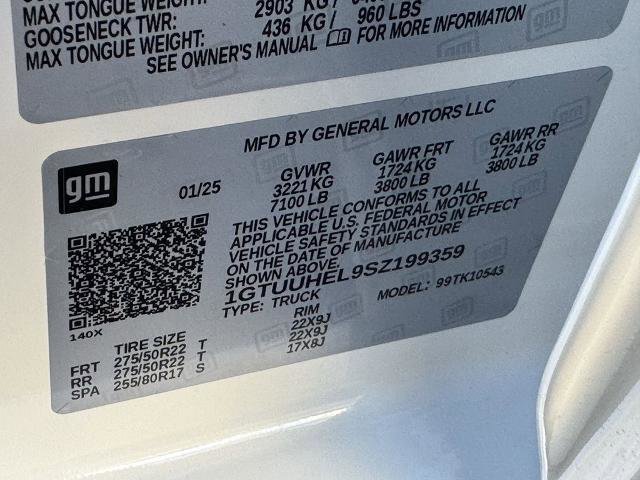 MAX TONGUE WEIGHT: 2903 KG/
GOOSENECK TWR: 436 KG/ 960 LBS
MAX TONGUE WEIGHT:
SEE OWNER'S MANUAL FOR MORE INFORMATION
MFD BY GENERAL MOTORS LLC
gm
01/25
GVWR GAWR FRT GAWR RR
3221 KG 1724 KG 1724 KG
7100 LB 3800 LB 3800 LB
THIS VEHICLE CONFORMS TO ALL
APPLICABLE U.S. FEDERAL MOTOR
VEHICLE SAFETY STANDARDS IN EFFECT
ON THE DATE OF MANUFACTURE
SHOWN ABOVE.
1GTUUHEL9SZ199359
TYPE: TRUCK MODEL: 99TK10543
140X
TIRE SIZE RIM
FRT 275/50R22 T 22X9J
RR 275/50R22 T 22X9J
SPA 255/80R17 S 17X8J